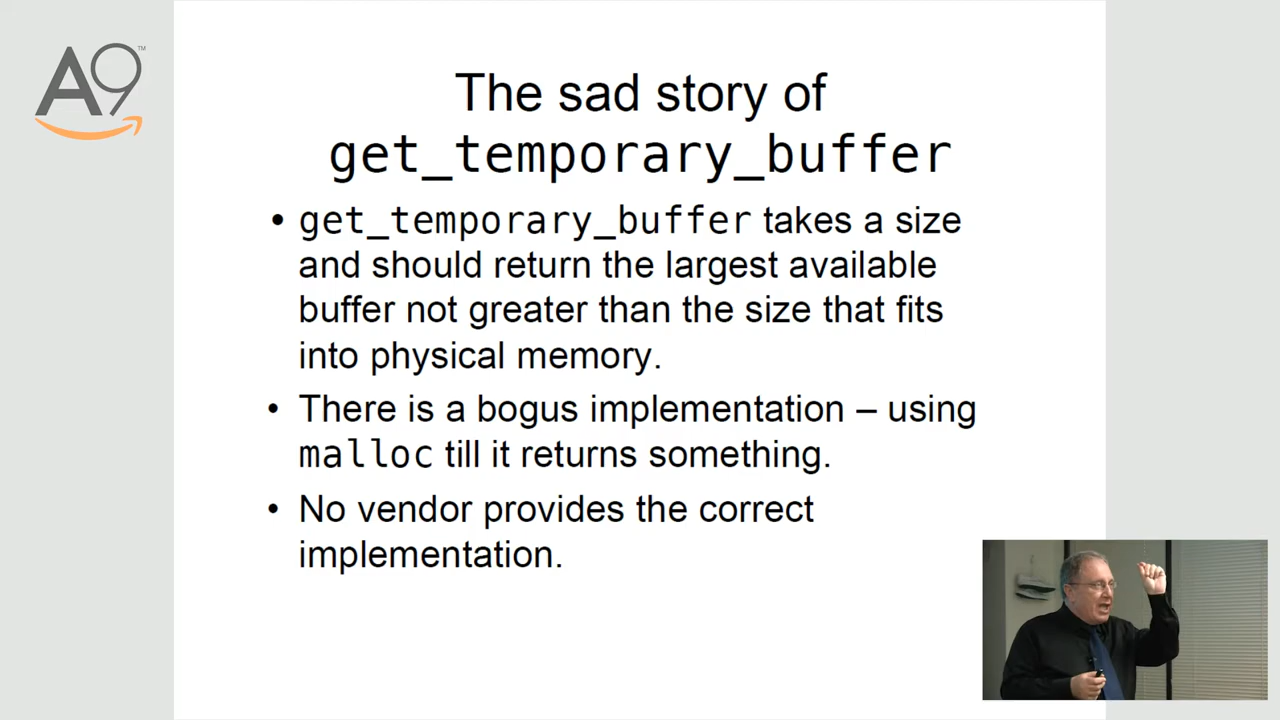 A9™
The sad story of
get_temporary_buffer
• get_temporary_buffer takes a size
and should return the largest available
buffer not greater than the size that fits
into physical memory.
• There is a bogus implementation – using
malloc till it returns something.
• No vendor provides the correct
implementation.